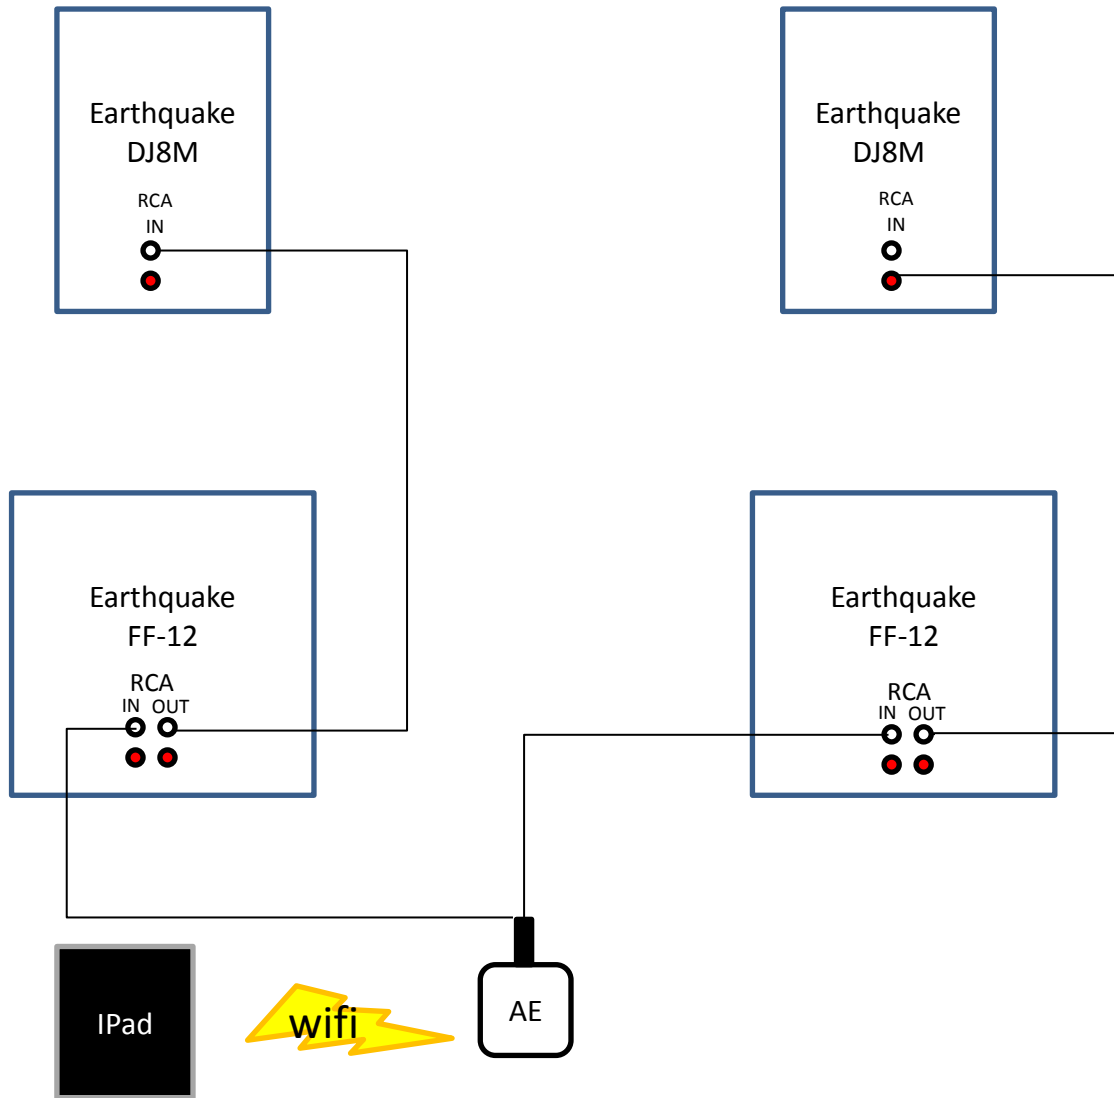 Earthquake
DJ8M
RCA
IN
Earthquake
DJ8M
RCA
IN
Earthquake
FF-12
RCA
IN OUT
Earthquake
FF-12
RCA
IN OUT
IPad
wifi
AE